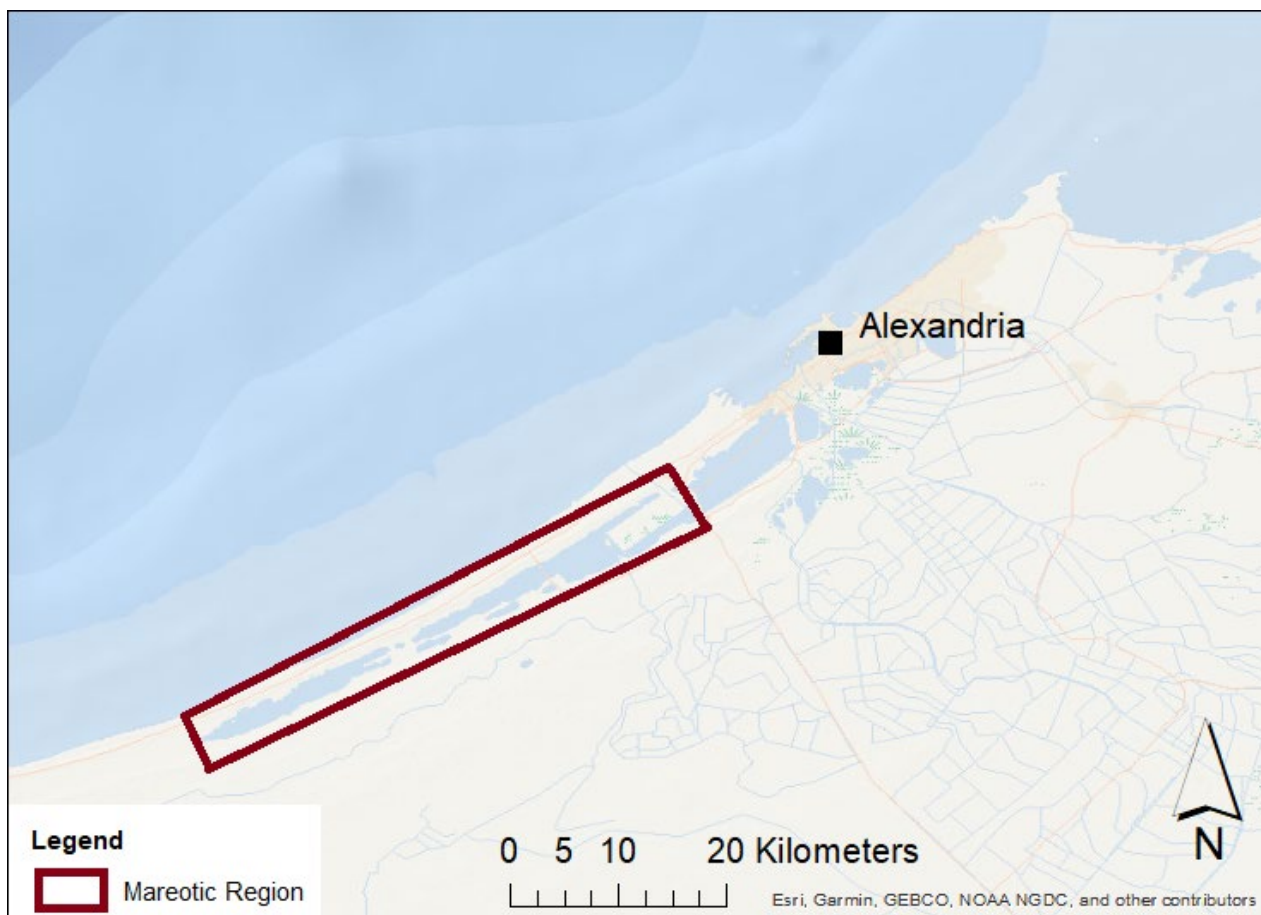 Alexandria
N
Legend
Mareotic Region
0 5 10 20 Kilometers
Esri, Garmin, GEBCO, NOAA NGDC, and other contributors